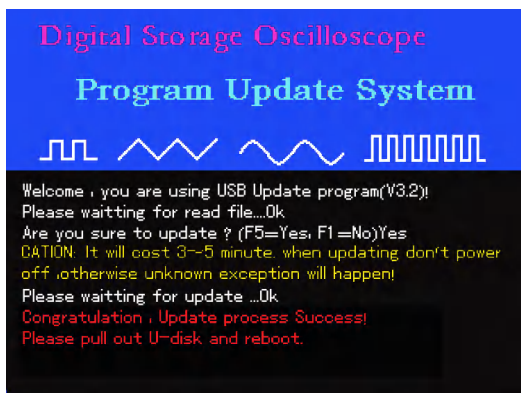 Digital Storage Oscilloscope
Program Update System
Welcome , you are using USB Update program(V3.2)!
Please waitting for read file....Ok
Are you sure to update ? (F5=Yes, F1=No)Yes
CATION: It will cost 3--5 minute. when updating don't power
off ,otherwise unknown exception will happen!
Please waitting for update ...Ok
Congratulation , Update process Success!
Please pull out U-disk and reboot.